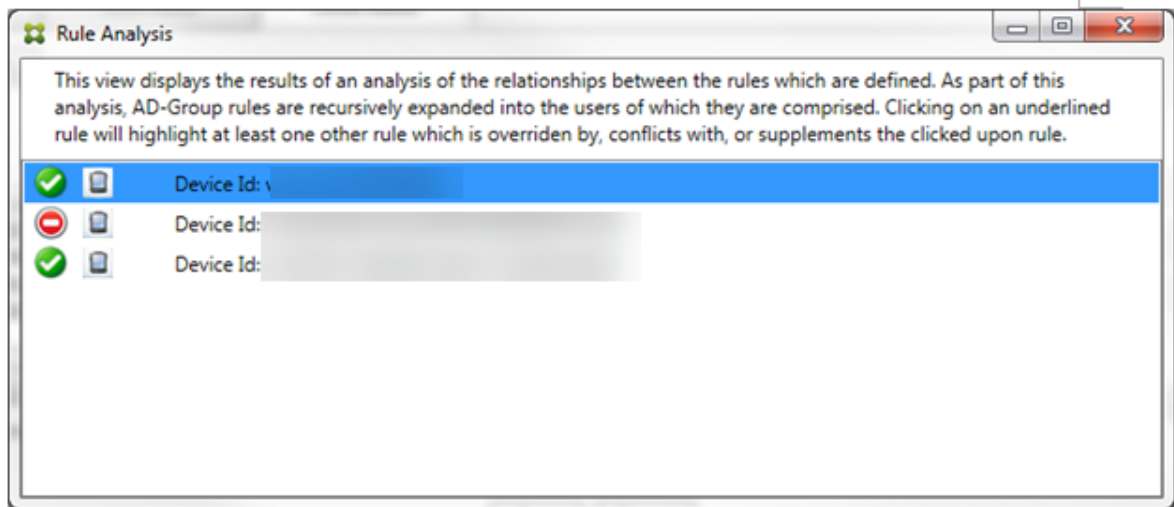 Rule Analysis
This view displays the results of an analysis of the relationships between the rules which are defined. As part of this
analysis, AD-Group rules are recursively expanded into the users of which they are comprised. Clicking on an underlined
rule will highlight at least one other rule which is overriden by, conflicts with, or supplements the clicked upon rule.
Device Id:
Device Id:
Device Id: